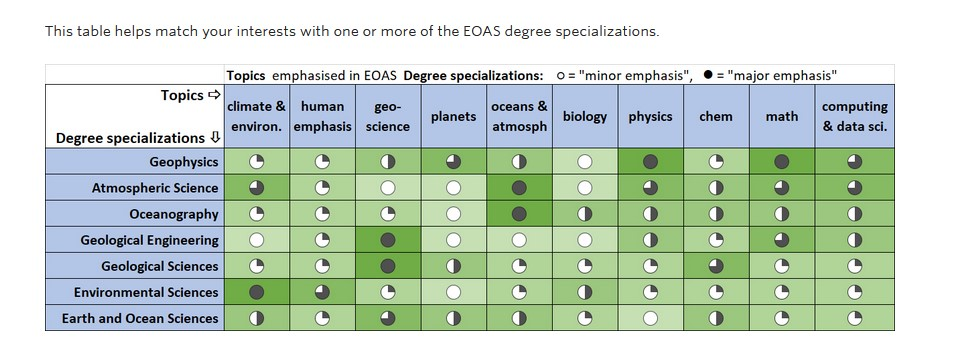 This table helps match your interests with one or more of the EOAS degree specializations.
Topics emphasised in EOAS Degree specializations: ○ = "minor emphasis", ● = "major emphasis"
Topics ⇨
climate & environ.
human emphasis
geo-science
planets
oceans & atmosph
biology
physics
chem
math
computing & data sci.
Degree specializations ⇩
Geophysics
Atmospheric Science
Oceanography
Geological Engineering
Geological Sciences
Environmental Sciences
Earth and Ocean Sciences